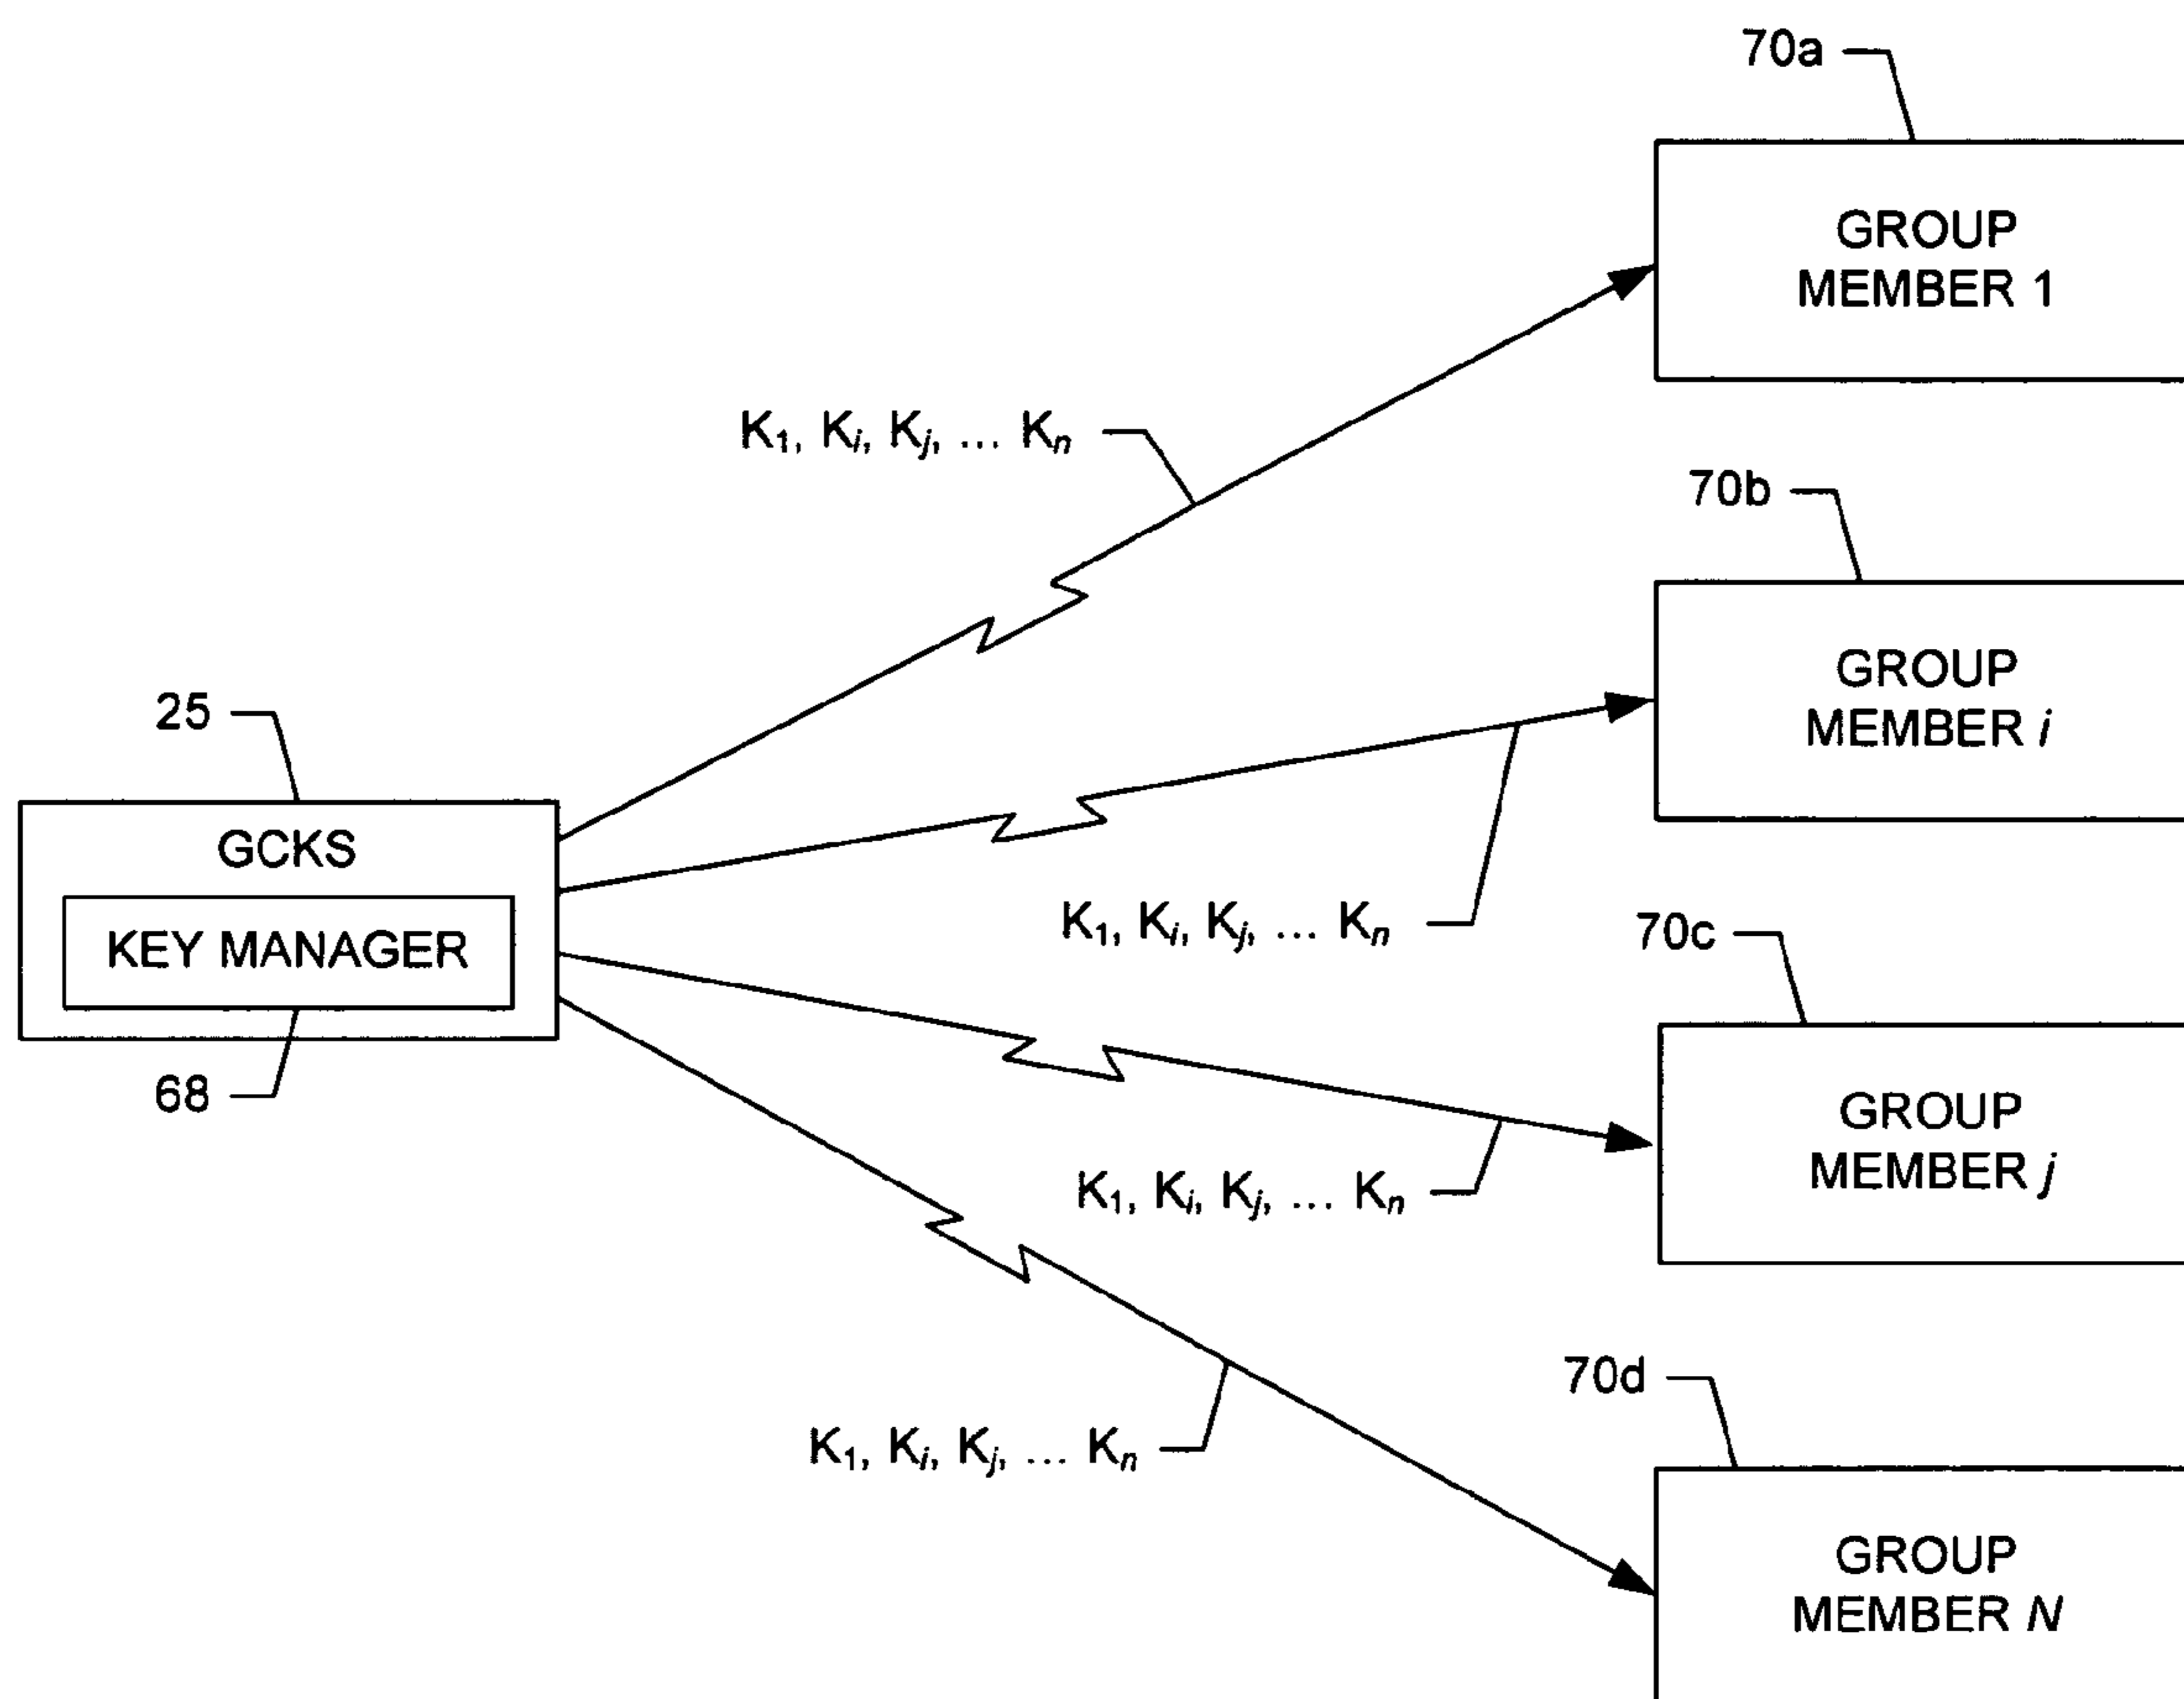 70a
GROUP
MEMBER 1
K₁, Kᵢ, Kⱼ, ... Kₙ
70b
GROUP
MEMBER i
25
GCKS
KEY MANAGER
68
K₁, Kᵢ, Kⱼ, ... Kₙ
70c
GROUP
MEMBER j
K₁, Kᵢ, Kⱼ, ... Kₙ
70d
K₁, Kᵢ, Kⱼ, ... Kₙ
GROUP
MEMBER N